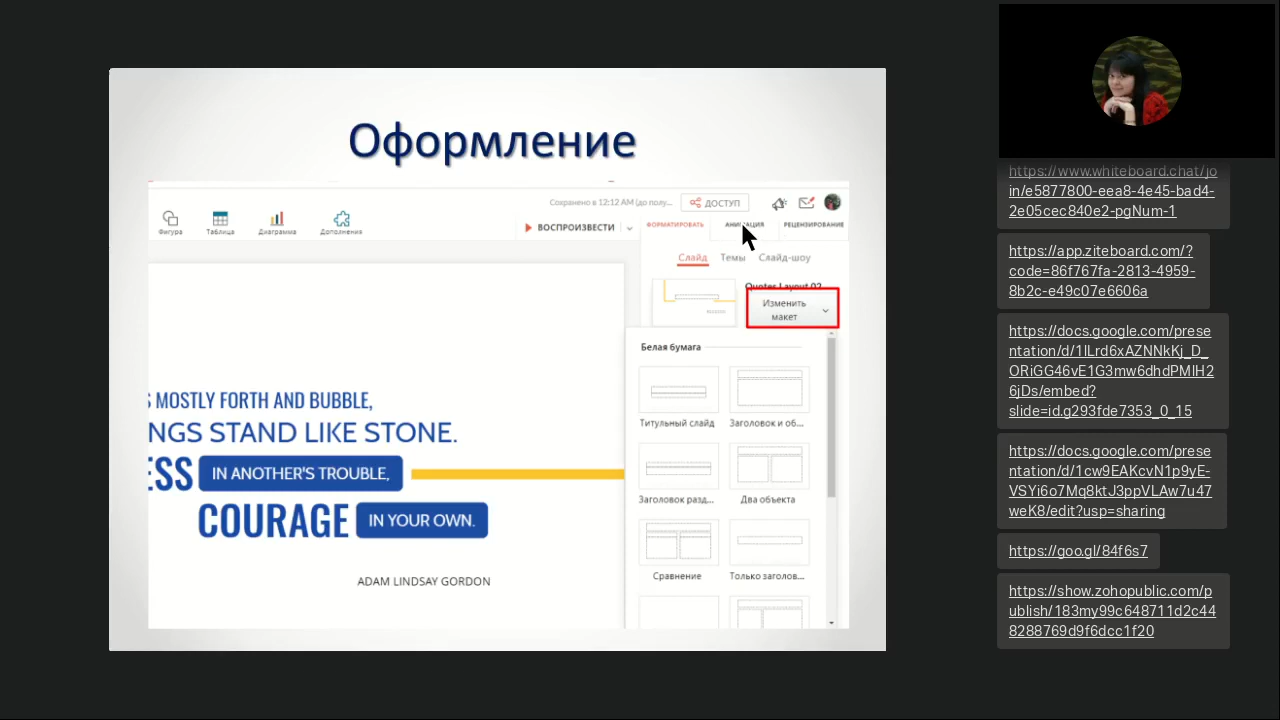 Оформление
Сохранено в 12:12 AM (до полу...
ДОСТУП
Фигура
Таблица
Диаграмма
Дополнения
ВОСПРОИЗВЕСТИ
ФОРМАТИРОВАТЬ
АНИМАЦИЯ
РЕЦЕНЗИРОВАНИЕ
Слайд
Темы
Слайд-шоу
Quotes Layout 02
Изменить
макет
Белая бумага
Титульный слайд
Заголовок и об...
Заголовок разд...
Два объекта
Сравнение
Только заголов...
S MOSTLY FORTH AND BUBBLE,
NGS STAND LIKE STONE.
ESS IN ANOTHER'S TROUBLE,
COURAGE IN YOUR OWN.
ADAM LINDSAY GORDON
https://www.whiteboard.chat/jo
in/e5877800-eea8-4e45-bad4-
2e05cec840e2-paNum-1
https://app.ziteboard.com/?
code=86f767fa-2813-4959-
8b2c-e49c07e6606a
https://docs.google.com/prese
ntation/d/1ILrd6xAZNNkKj_D_
ORiGG46vE1G3mw6dhdPMIH2
6jDs/embed?
slide=id.g293fde7353_0_15
https://docs.google.com/prese
ntation/d/1cw9EAKcvN1p9yE-
VSYi6o7Mq8ktJ3ppVLAw7u47
weK8/edit?usp=sharing
https://goo.gl/84f6s7
https://show.zohopublic.com/p
ublish/183my99c648711d2c44
8288769d9f6dcc1f20